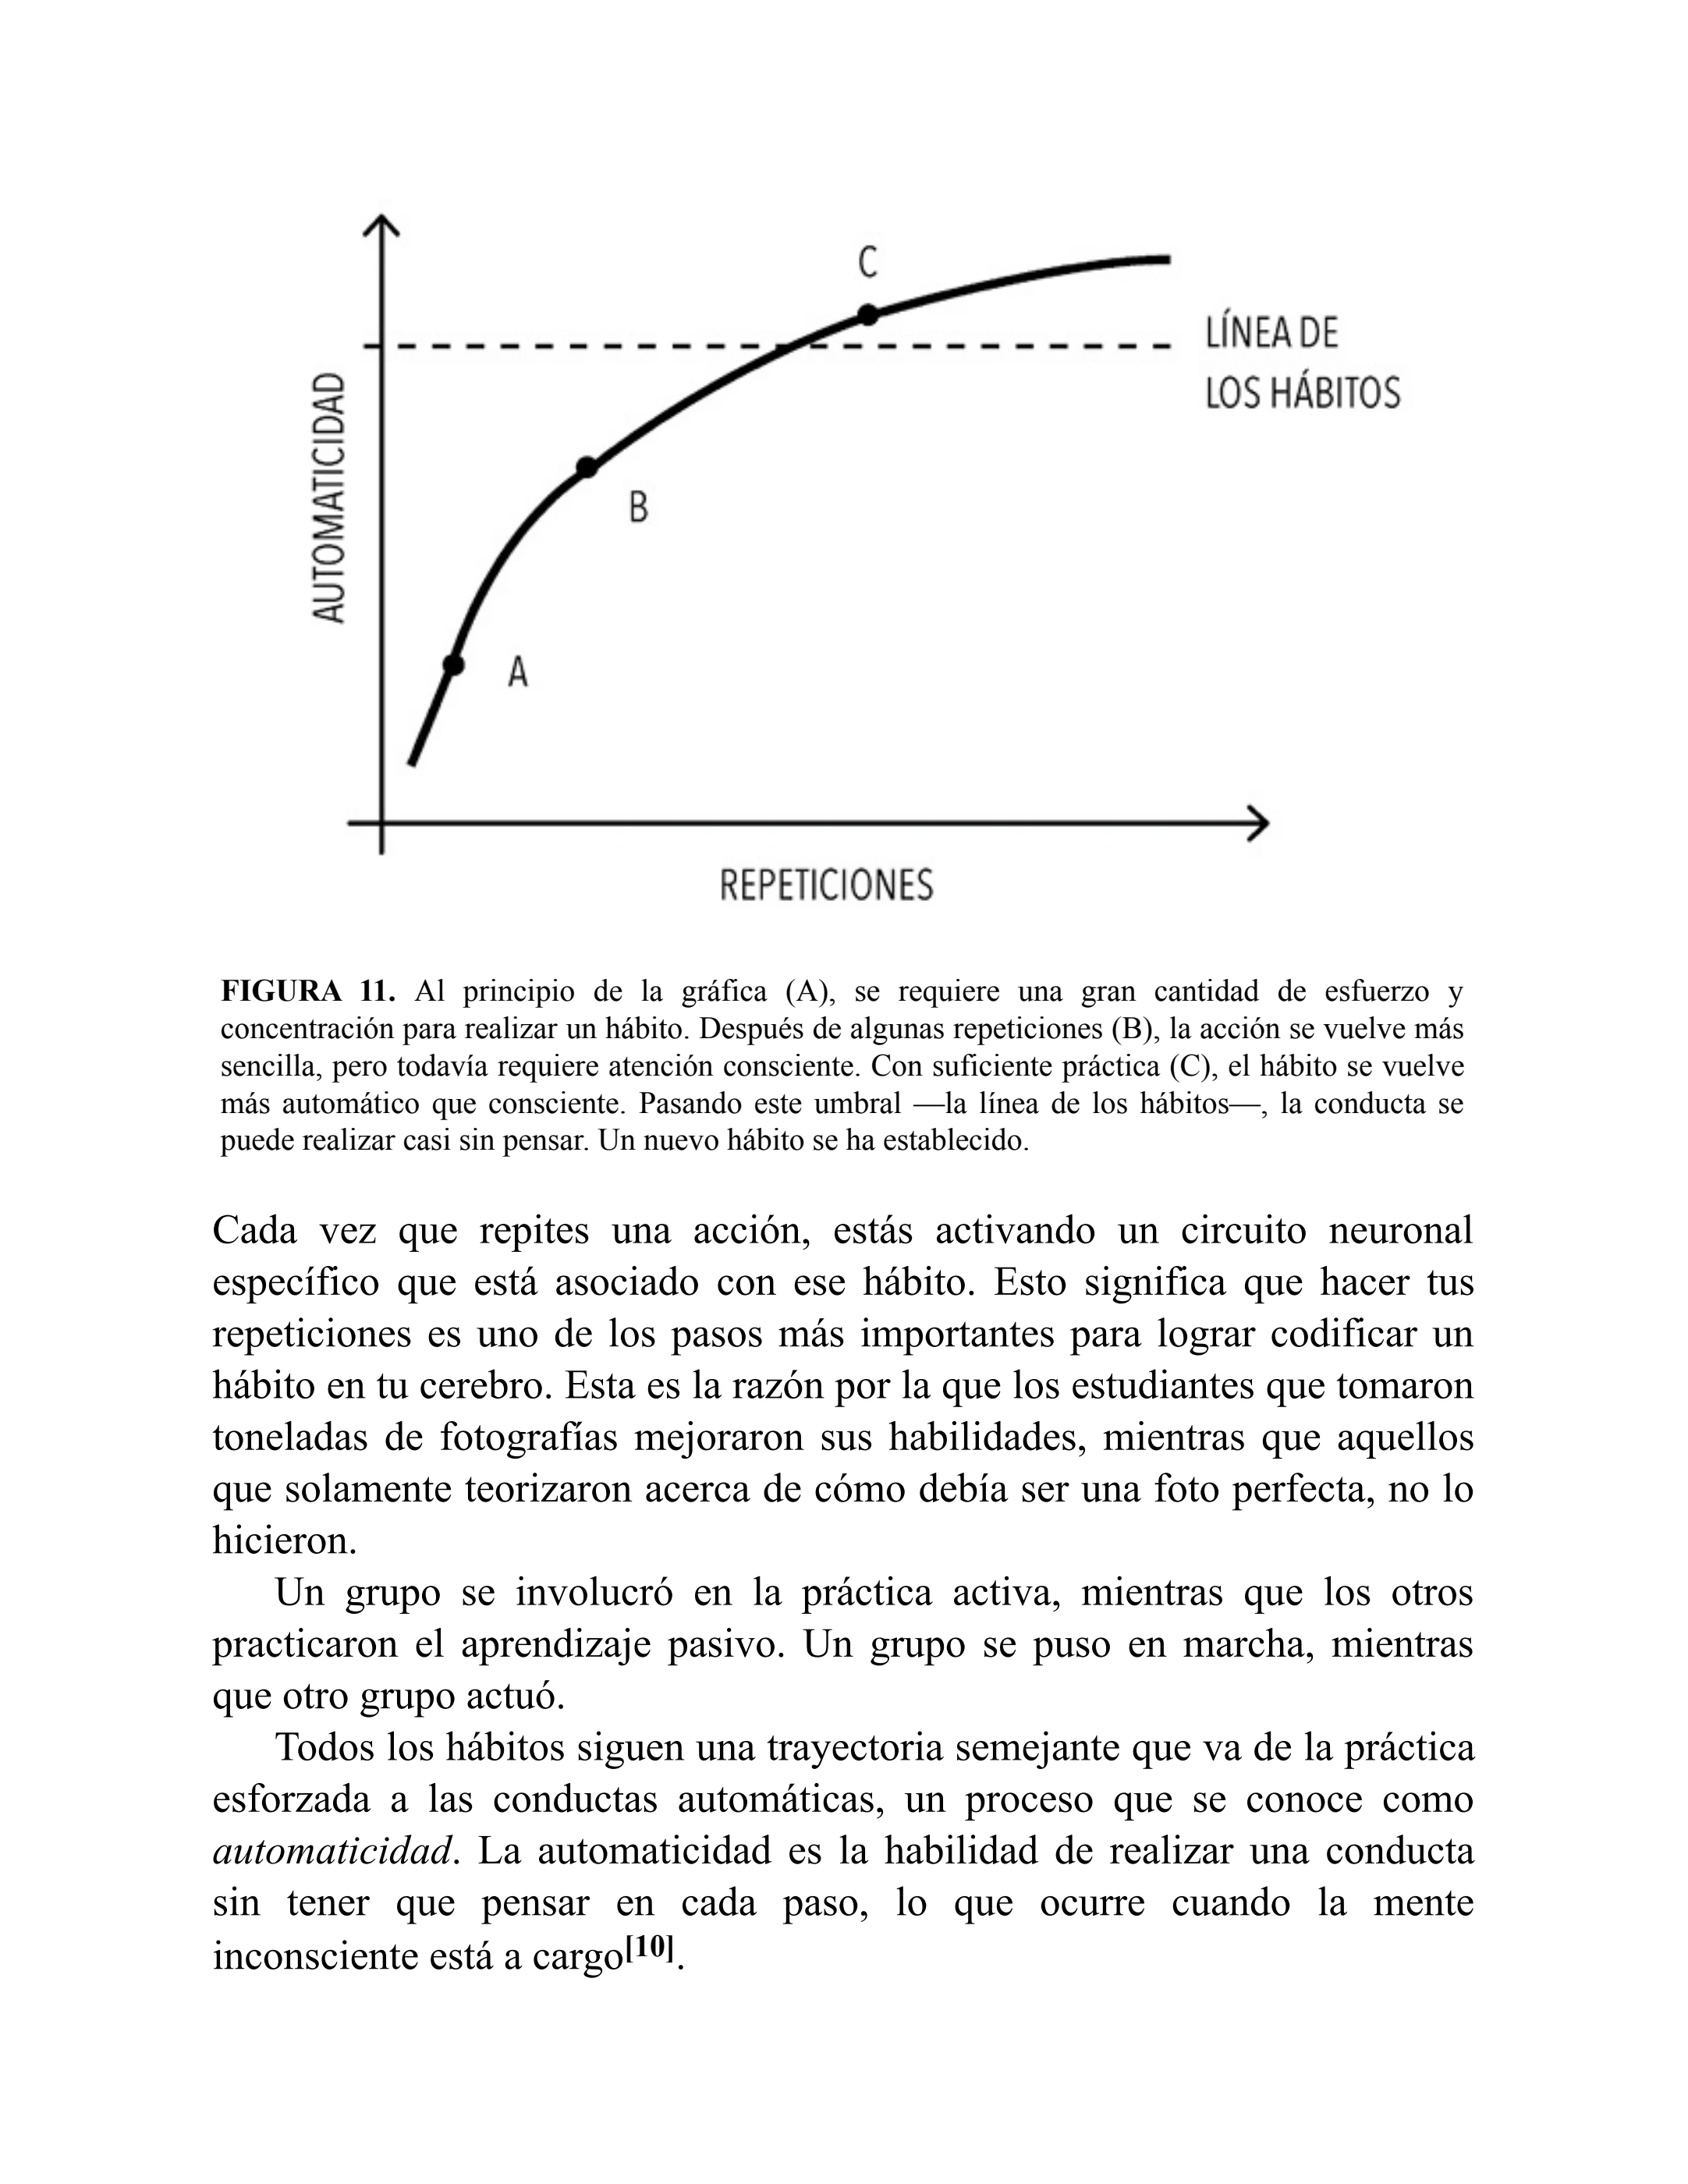 C
LÍNEA DE
LOS HÁBITOS
AUTOMATICIDAD
B
A
REPETICIONES
FIGURA 11. Al principio de la gráfica (A), se requiere una gran cantidad de esfuerzo y
concentración para realizar un hábito. Después de algunas repeticiones (B), la acción se vuelve más
sencilla, pero todavía requiere atención consciente. Con suficiente práctica (C), el hábito se vuelve
más automático que consciente. Pasando este umbral —la línea de los hábitos—, la conducta se
puede realizar casi sin pensar. Un nuevo hábito se ha establecido.
Cada vez que repites una acción, estás activando un circuito neuronal
específico que está asociado con ese hábito. Esto significa que hacer tus
repeticiones es uno de los pasos más importantes para lograr codificar un
hábito en tu cerebro. Esta es la razón por la que los estudiantes que tomaron
toneladas de fotografías mejoraron sus habilidades, mientras que aquellos
que solamente teorizaron acerca de cómo debía ser una foto perfecta, no lo
hicieron.
Un grupo se involucró en la práctica activa, mientras que los otros
practicaron el aprendizaje pasivo. Un grupo se puso en marcha, mientras
que otro grupo actuó.
Todos los hábitos siguen una trayectoria semejante que va de la práctica
esforzada a las conductas automáticas, un proceso que se conoce como
automaticidad. La automaticidad es la habilidad de realizar una conducta
sin tener que pensar en cada paso, lo que ocurre cuando la mente
inconsciente está a cargo[10].